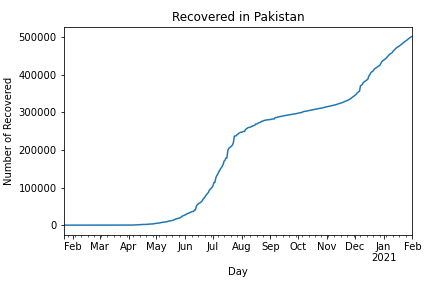 Recovered in Pakistan
Number of Recovered
500000
400000
300000
200000
100000
0
Feb Mar Apr May Jun Jul Aug Sep Oct Nov Dec Jan Feb
2021
Day